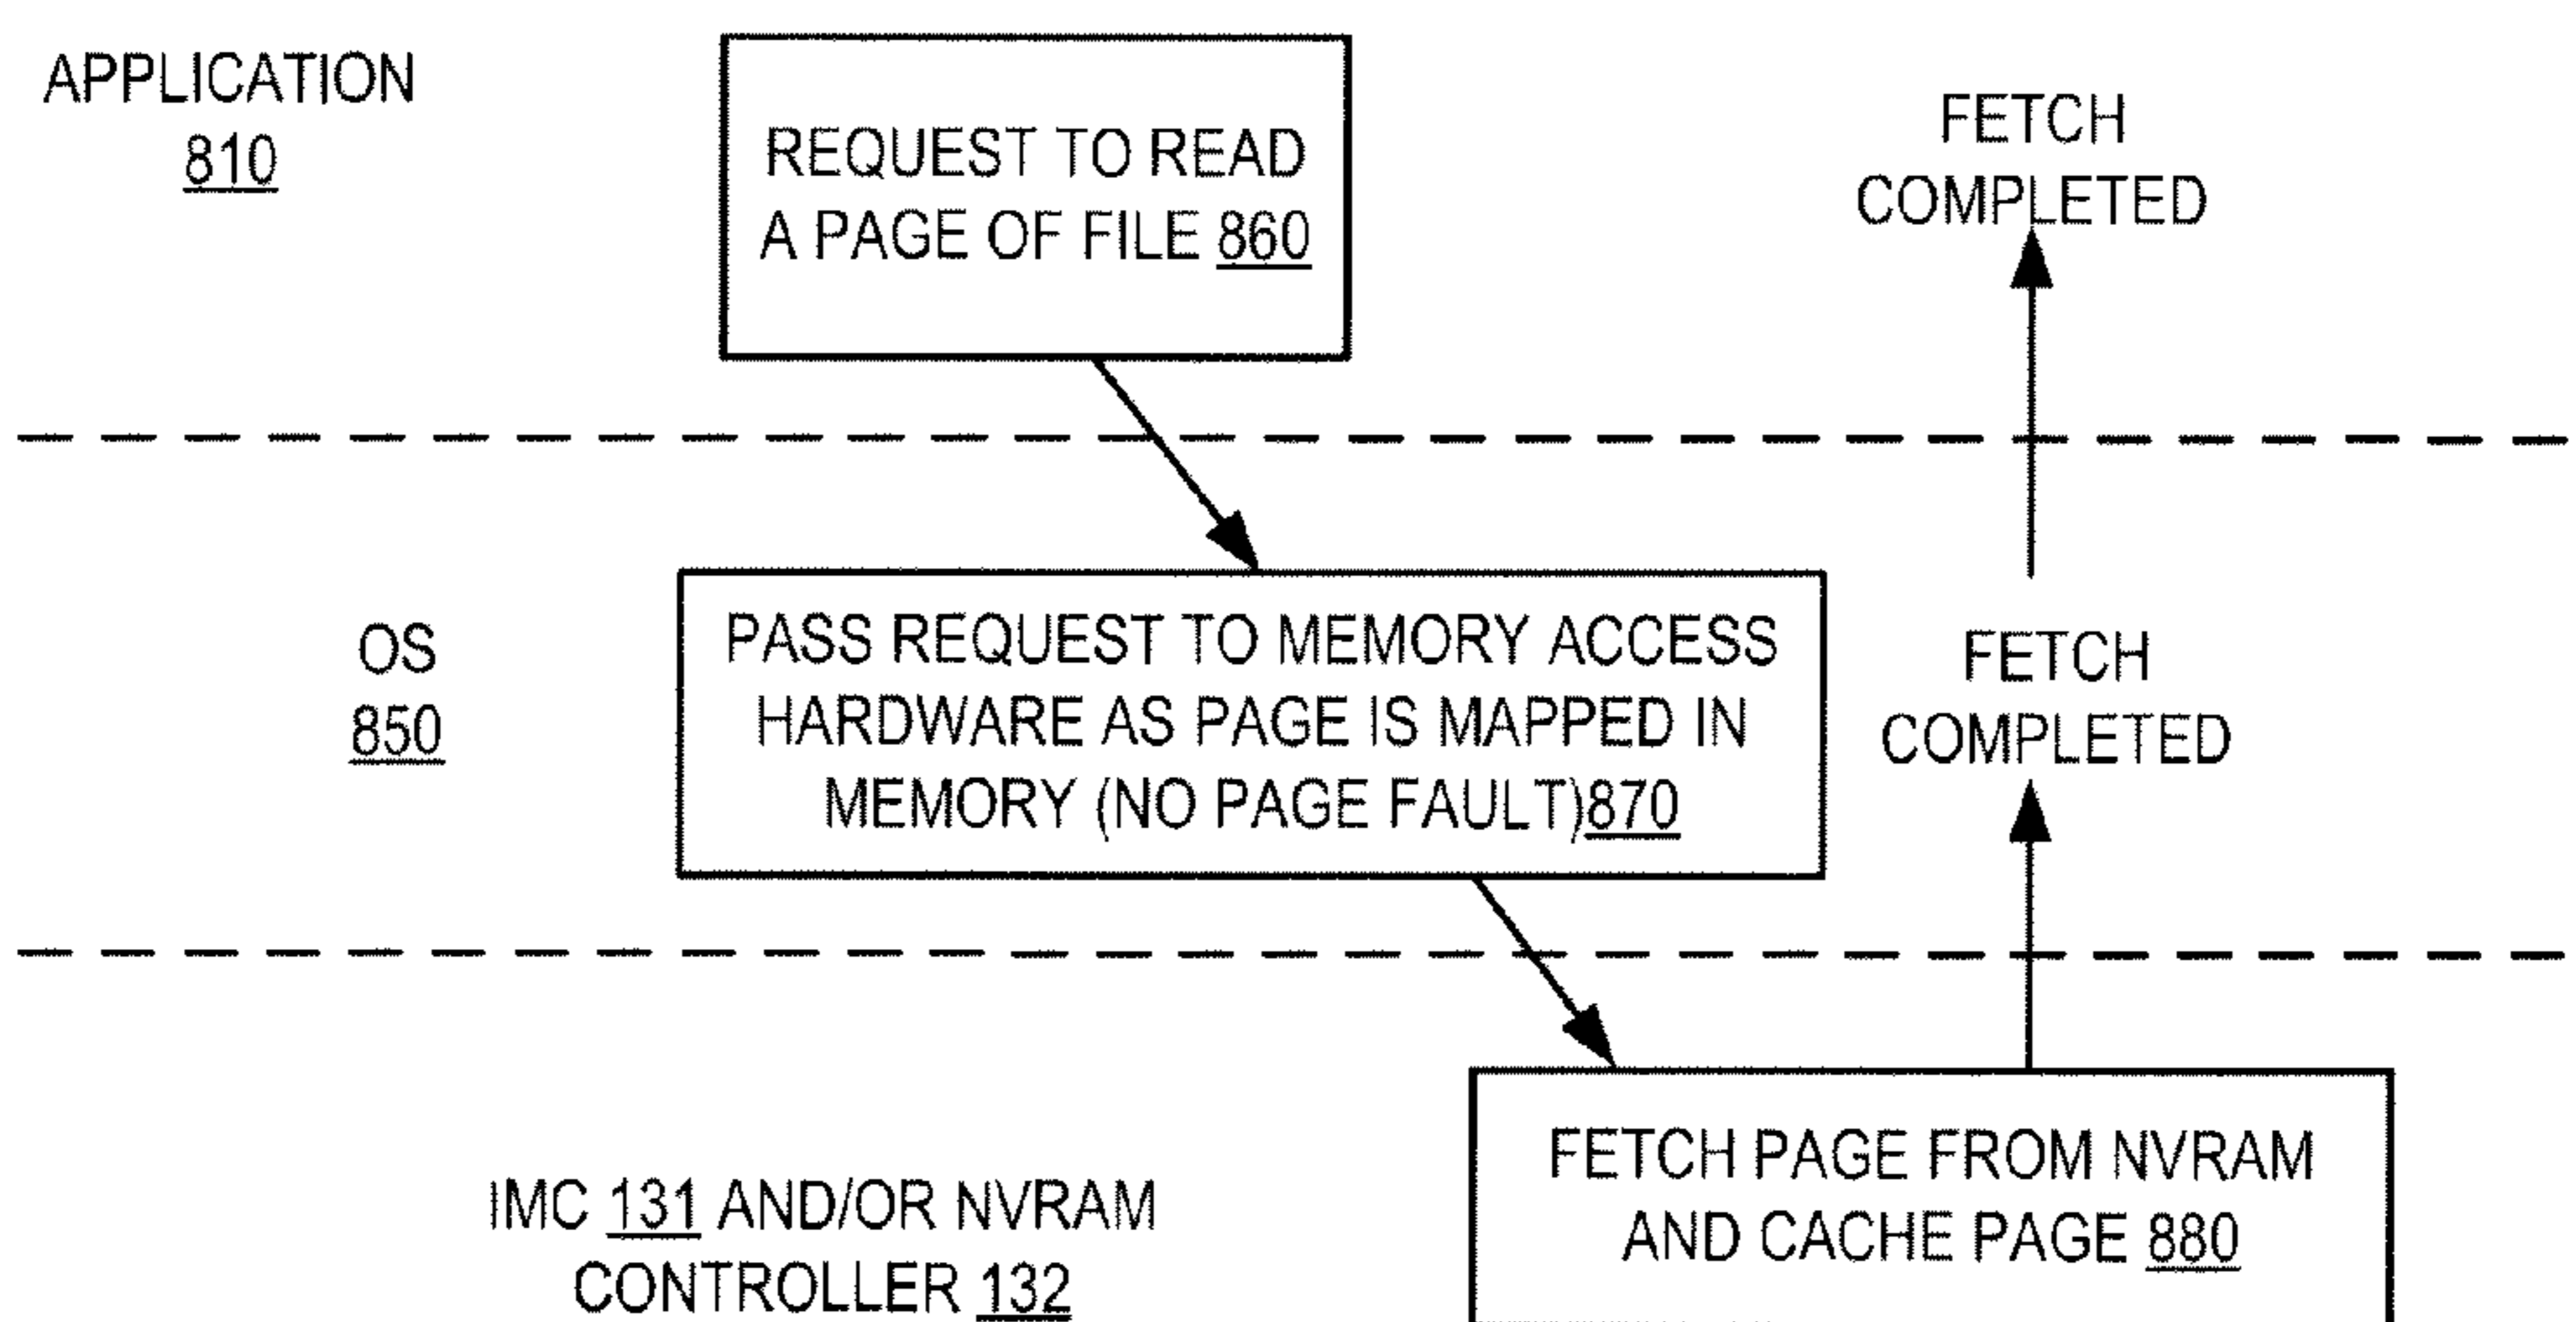 APPLICATION
810
REQUEST TO READ
A PAGE OF FILE 860
FETCH
COMPLETED
OS
850
PASS REQUEST TO MEMORY ACCESS
HARDWARE AS PAGE IS MAPPED IN
MEMORY (NO PAGE FAULT)870
FETCH
COMPLETED
IMC 131 AND/OR NVRAM
CONTROLLER 132
FETCH PAGE FROM NVRAM
AND CACHE PAGE 880